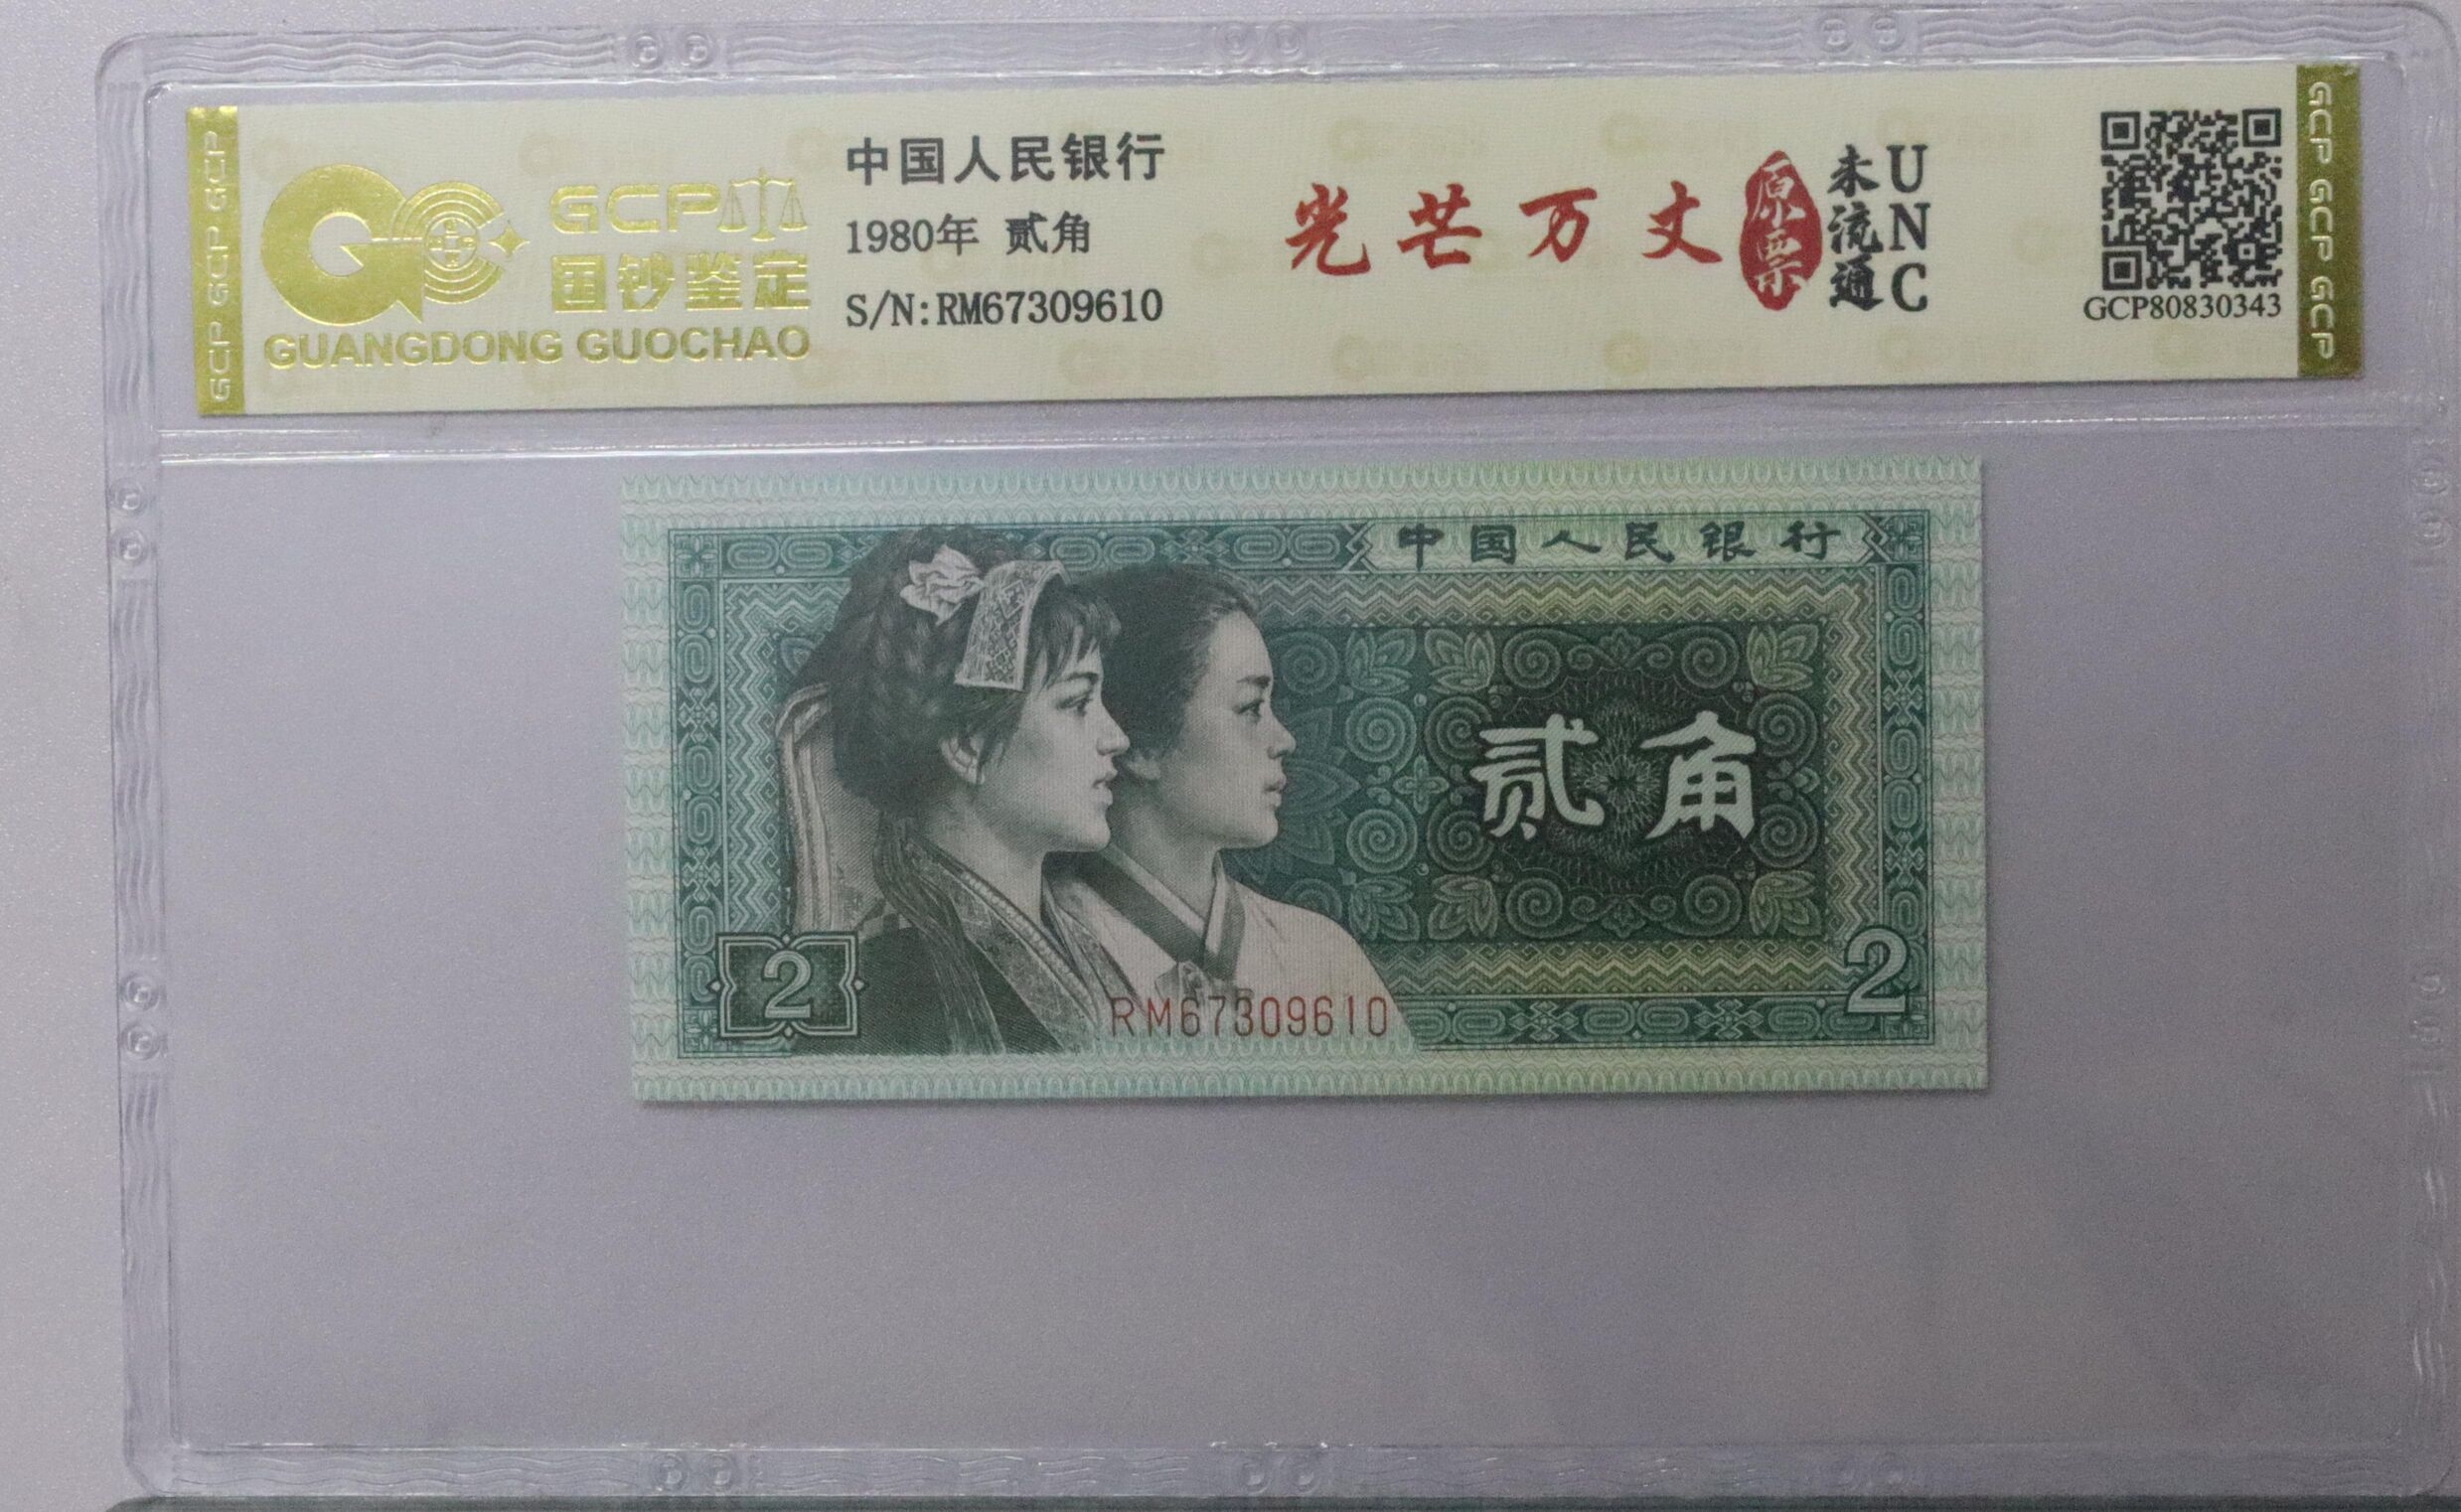 GCP GCP GCP
GCP
国钞鉴定
GUANGDONG GUOCHAO
中国人民银行
1980年 贰角
S/N:RM67309610
光芒万丈
原票
未流通
UNC
GCP80830343
GCP GCP GCP
中国人民银行
贰角
2
RM67309610
2